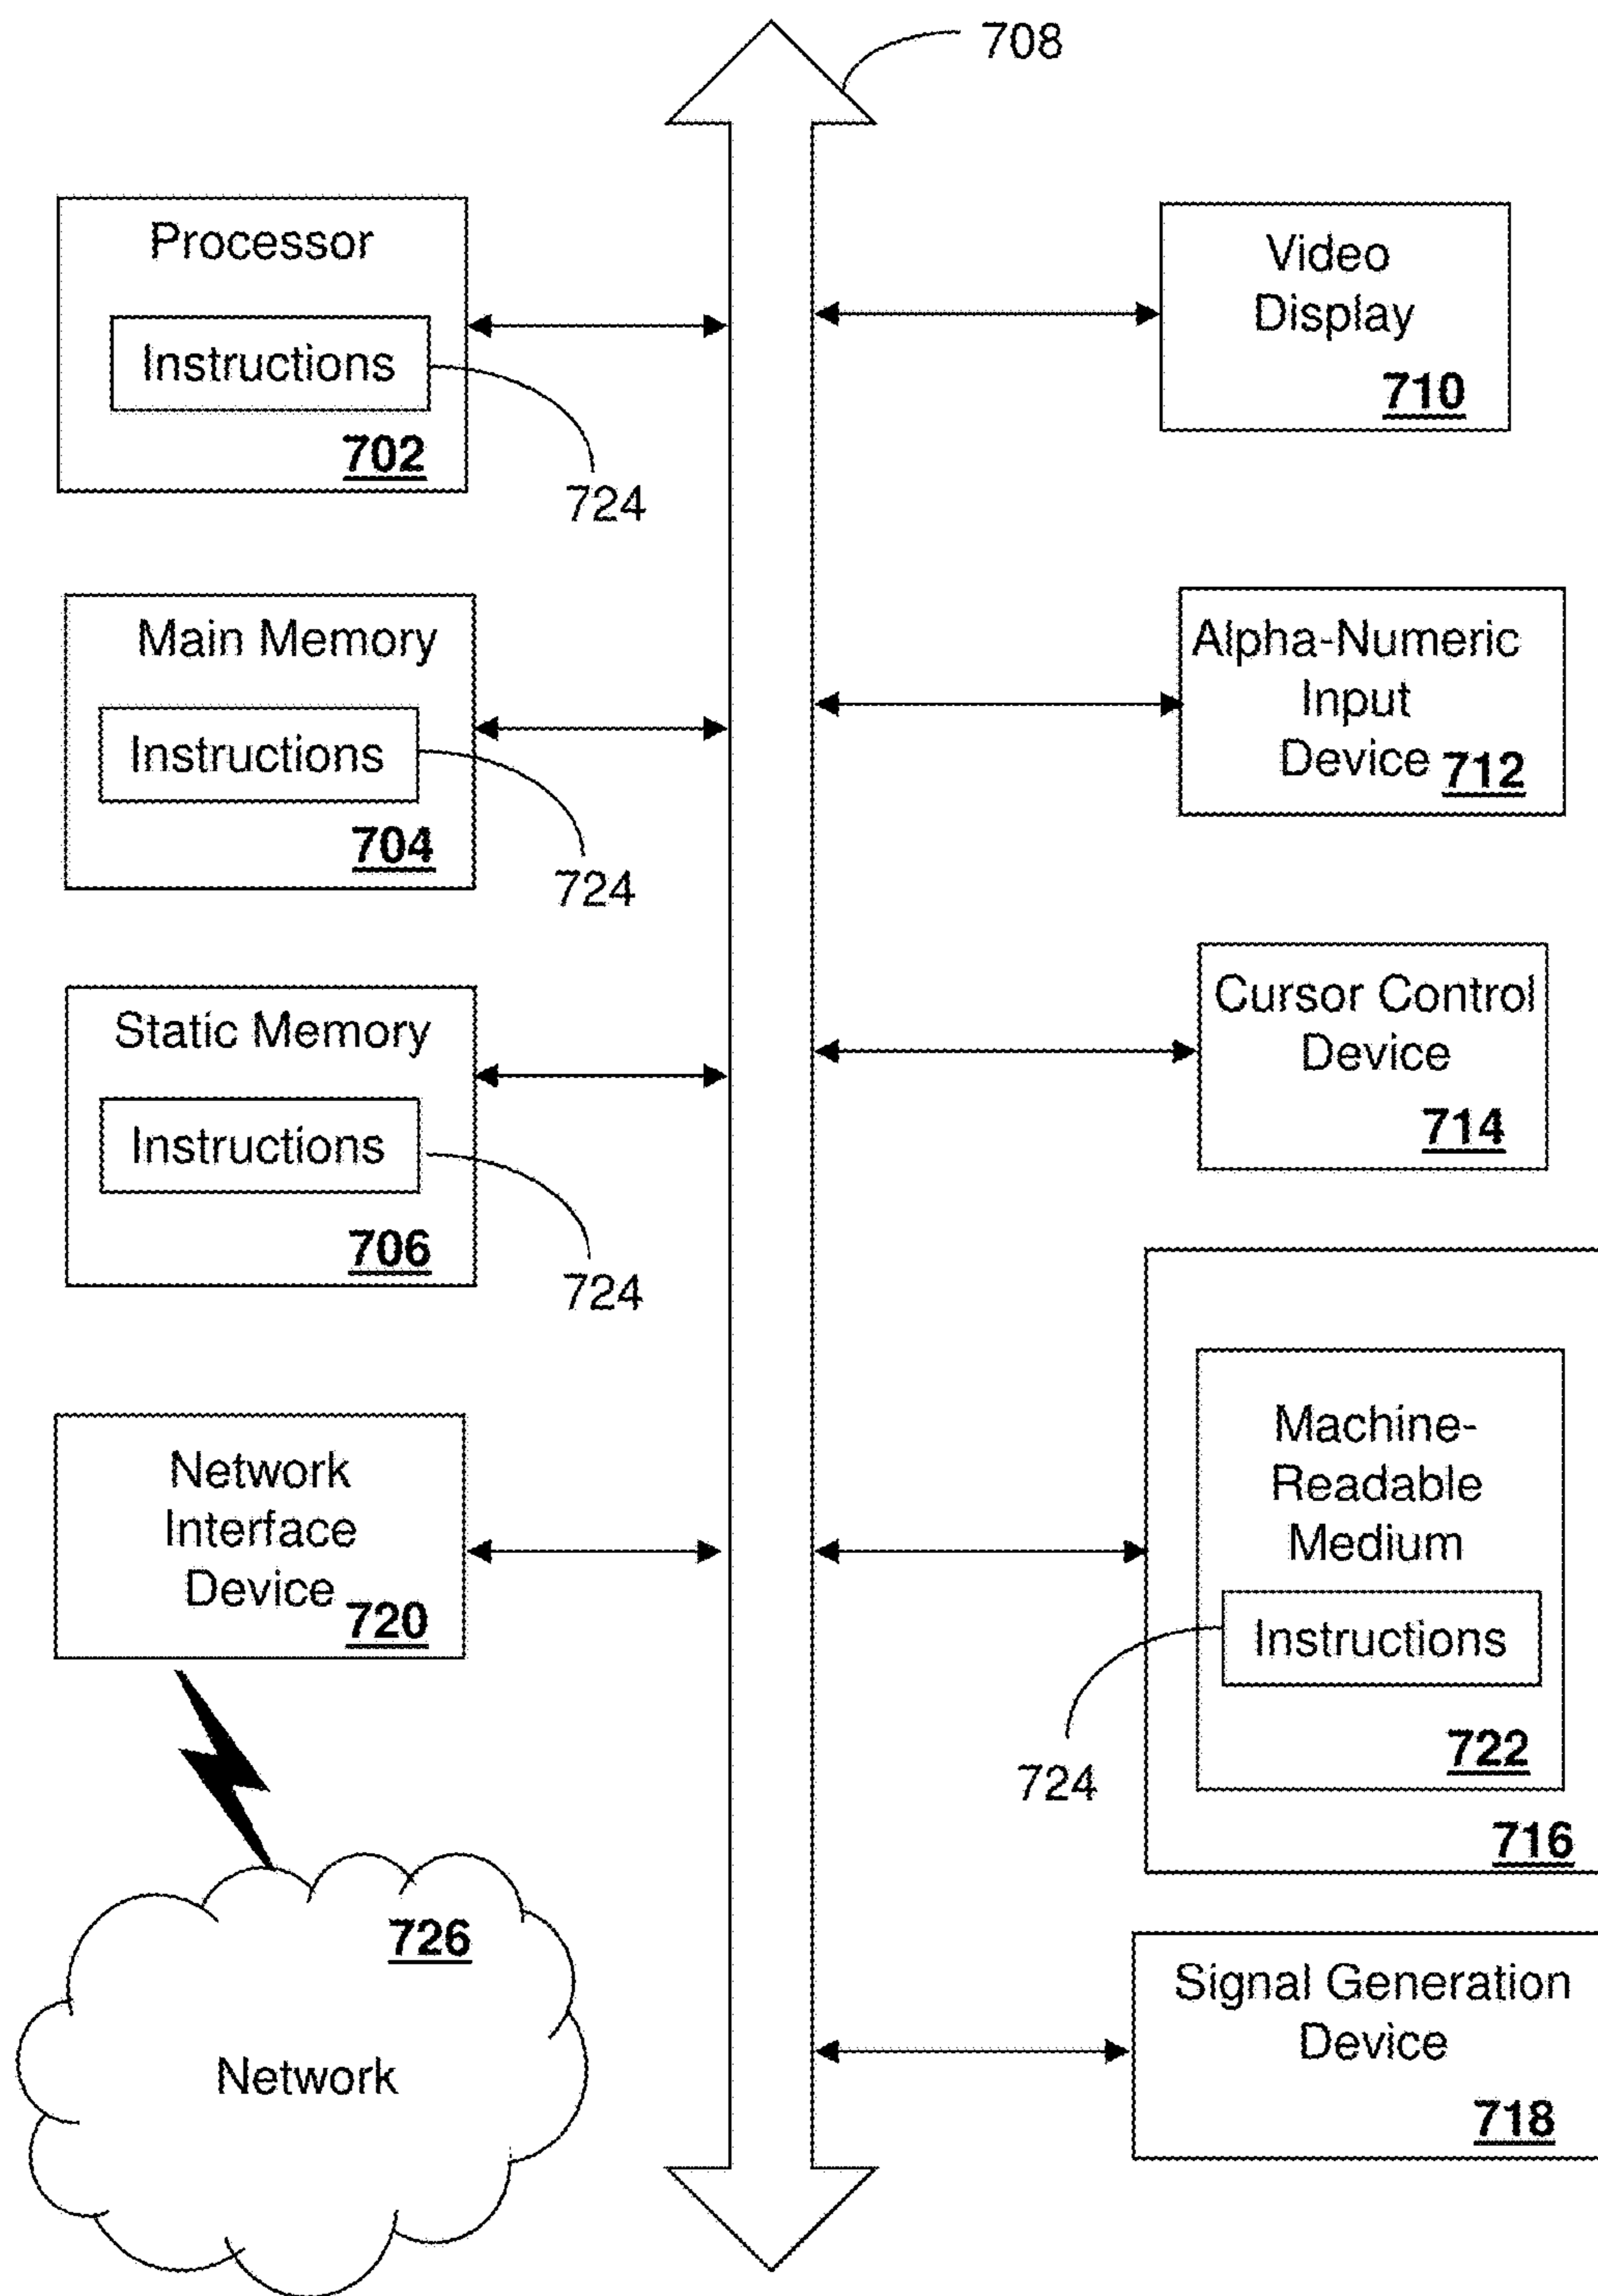 708
Processor
Instructions
702
724
Main Memory
Instructions
704
724
Static Memory
Instructions
706
724
Network
Interface
Device 720
726
Network
Video
Display
710
Alpha-Numeric
Input
Device 712
Cursor Control
Device
714
Machine-
Readable
Medium
Instructions
724
722
716
Signal Generation
Device
718